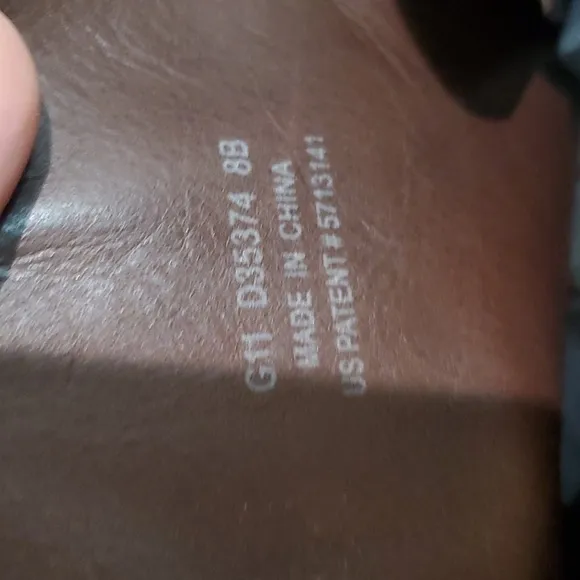 G11 D35374 8B
MADE IN CHINA
US PATENT # 5713141